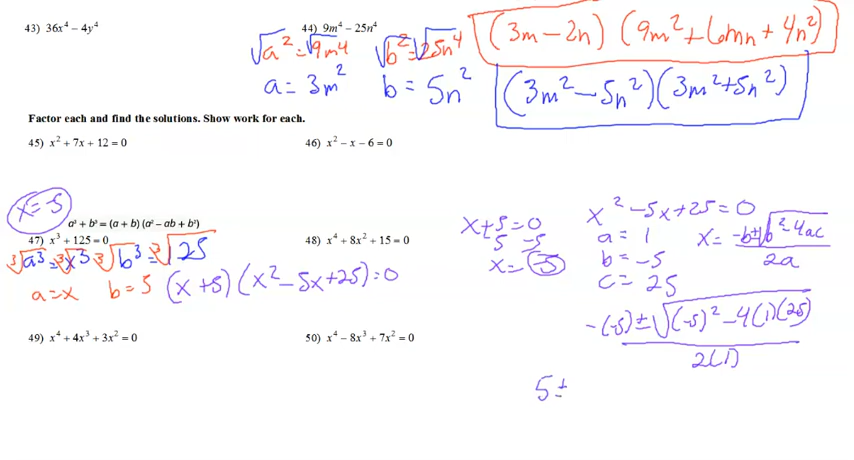 43) 36x⁴ − 4y⁴
44) 9m⁴ − 25n⁴
(3m − 2n) (9m² + 6mn + 4n²)
√a² = √9m⁴
√b² = √25n⁴
a = 3m²
b = 5n²
(3m² − 5n²)(3m² + 5n²)
Factor each and find the solutions. Show work for each.
45) x² + 7x + 12 = 0
46) x² − x − 6 = 0
x = −5
a³ + b³ = (a + b) (a² − ab + b²)
47) x³ + 125 = 0
48) x⁴ + 8x² + 15 = 0
∛a³ = ∛x³
∛b³ = ∛125
a = x
b = 5
(x + 5) (x² − 5x + 25) = 0
x + 5 = 0
−5 −5
x = −5
x² − 5x + 25 = 0
a = 1
b = −5
c = 25
x = −b ± √b² − 4ac
2a
−(−5) ± √(−5)² − 4(1)(25)
2(1)
49) x⁴ + 4x³ + 3x² = 0
50) x⁴ − 8x³ + 7x² = 0
5 ±